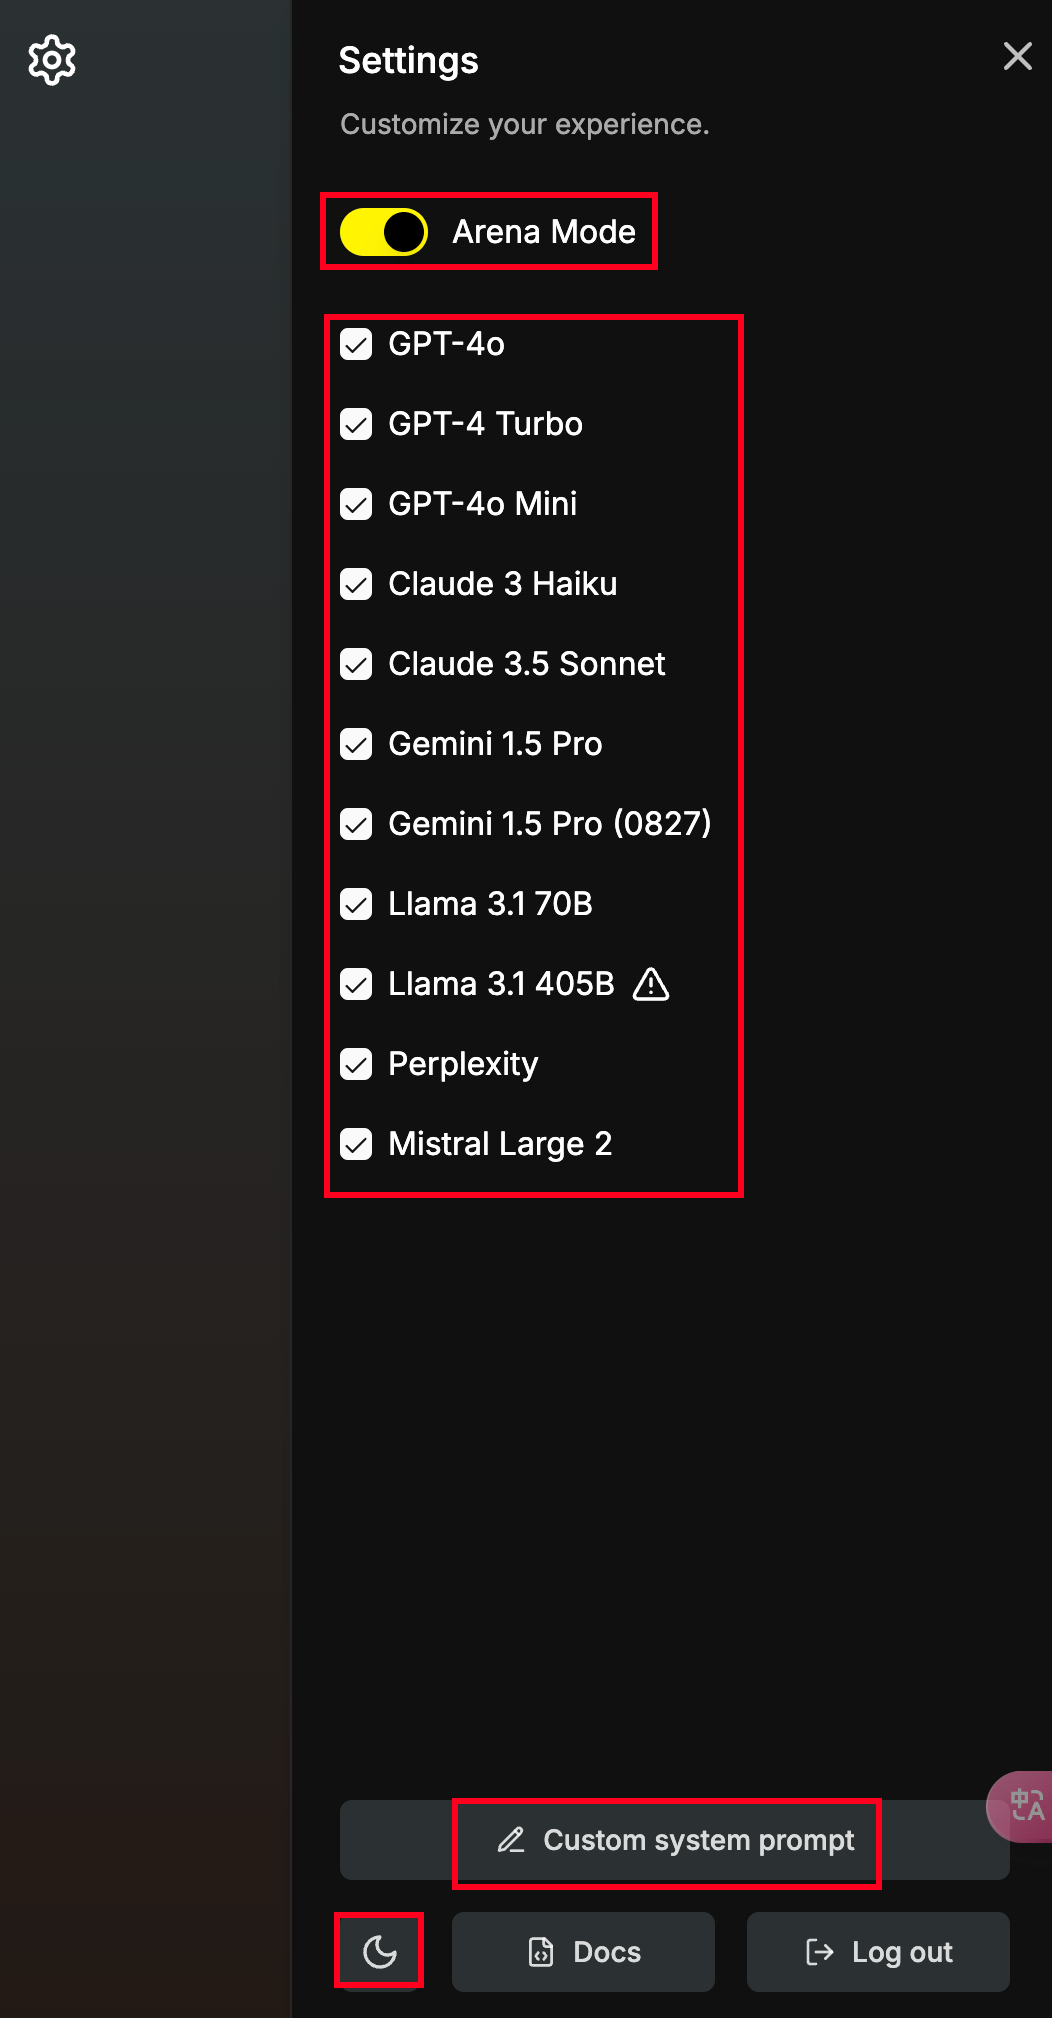 Settings
Customize your experience.
Arena Mode
GPT-4o
GPT-4 Turbo
GPT-4o Mini
Claude 3 Haiku
Claude 3.5 Sonnet
Gemini 1.5 Pro
Gemini 1.5 Pro (0827)
Llama 3.1 70B
Llama 3.1 405B
Perplexity
Mistral Large 2
中A
Custom system prompt
Docs
Log out